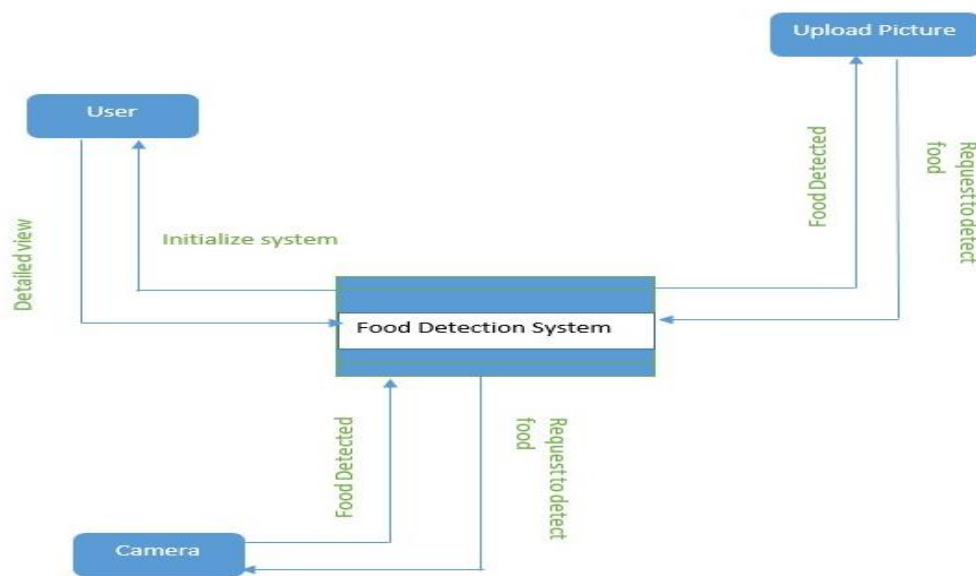 Upload Picture
User
Food Detected
Request to detect
food
Detailed view
Initialize system
Food Detection System
Food Detected
Request to detect
food
Camera